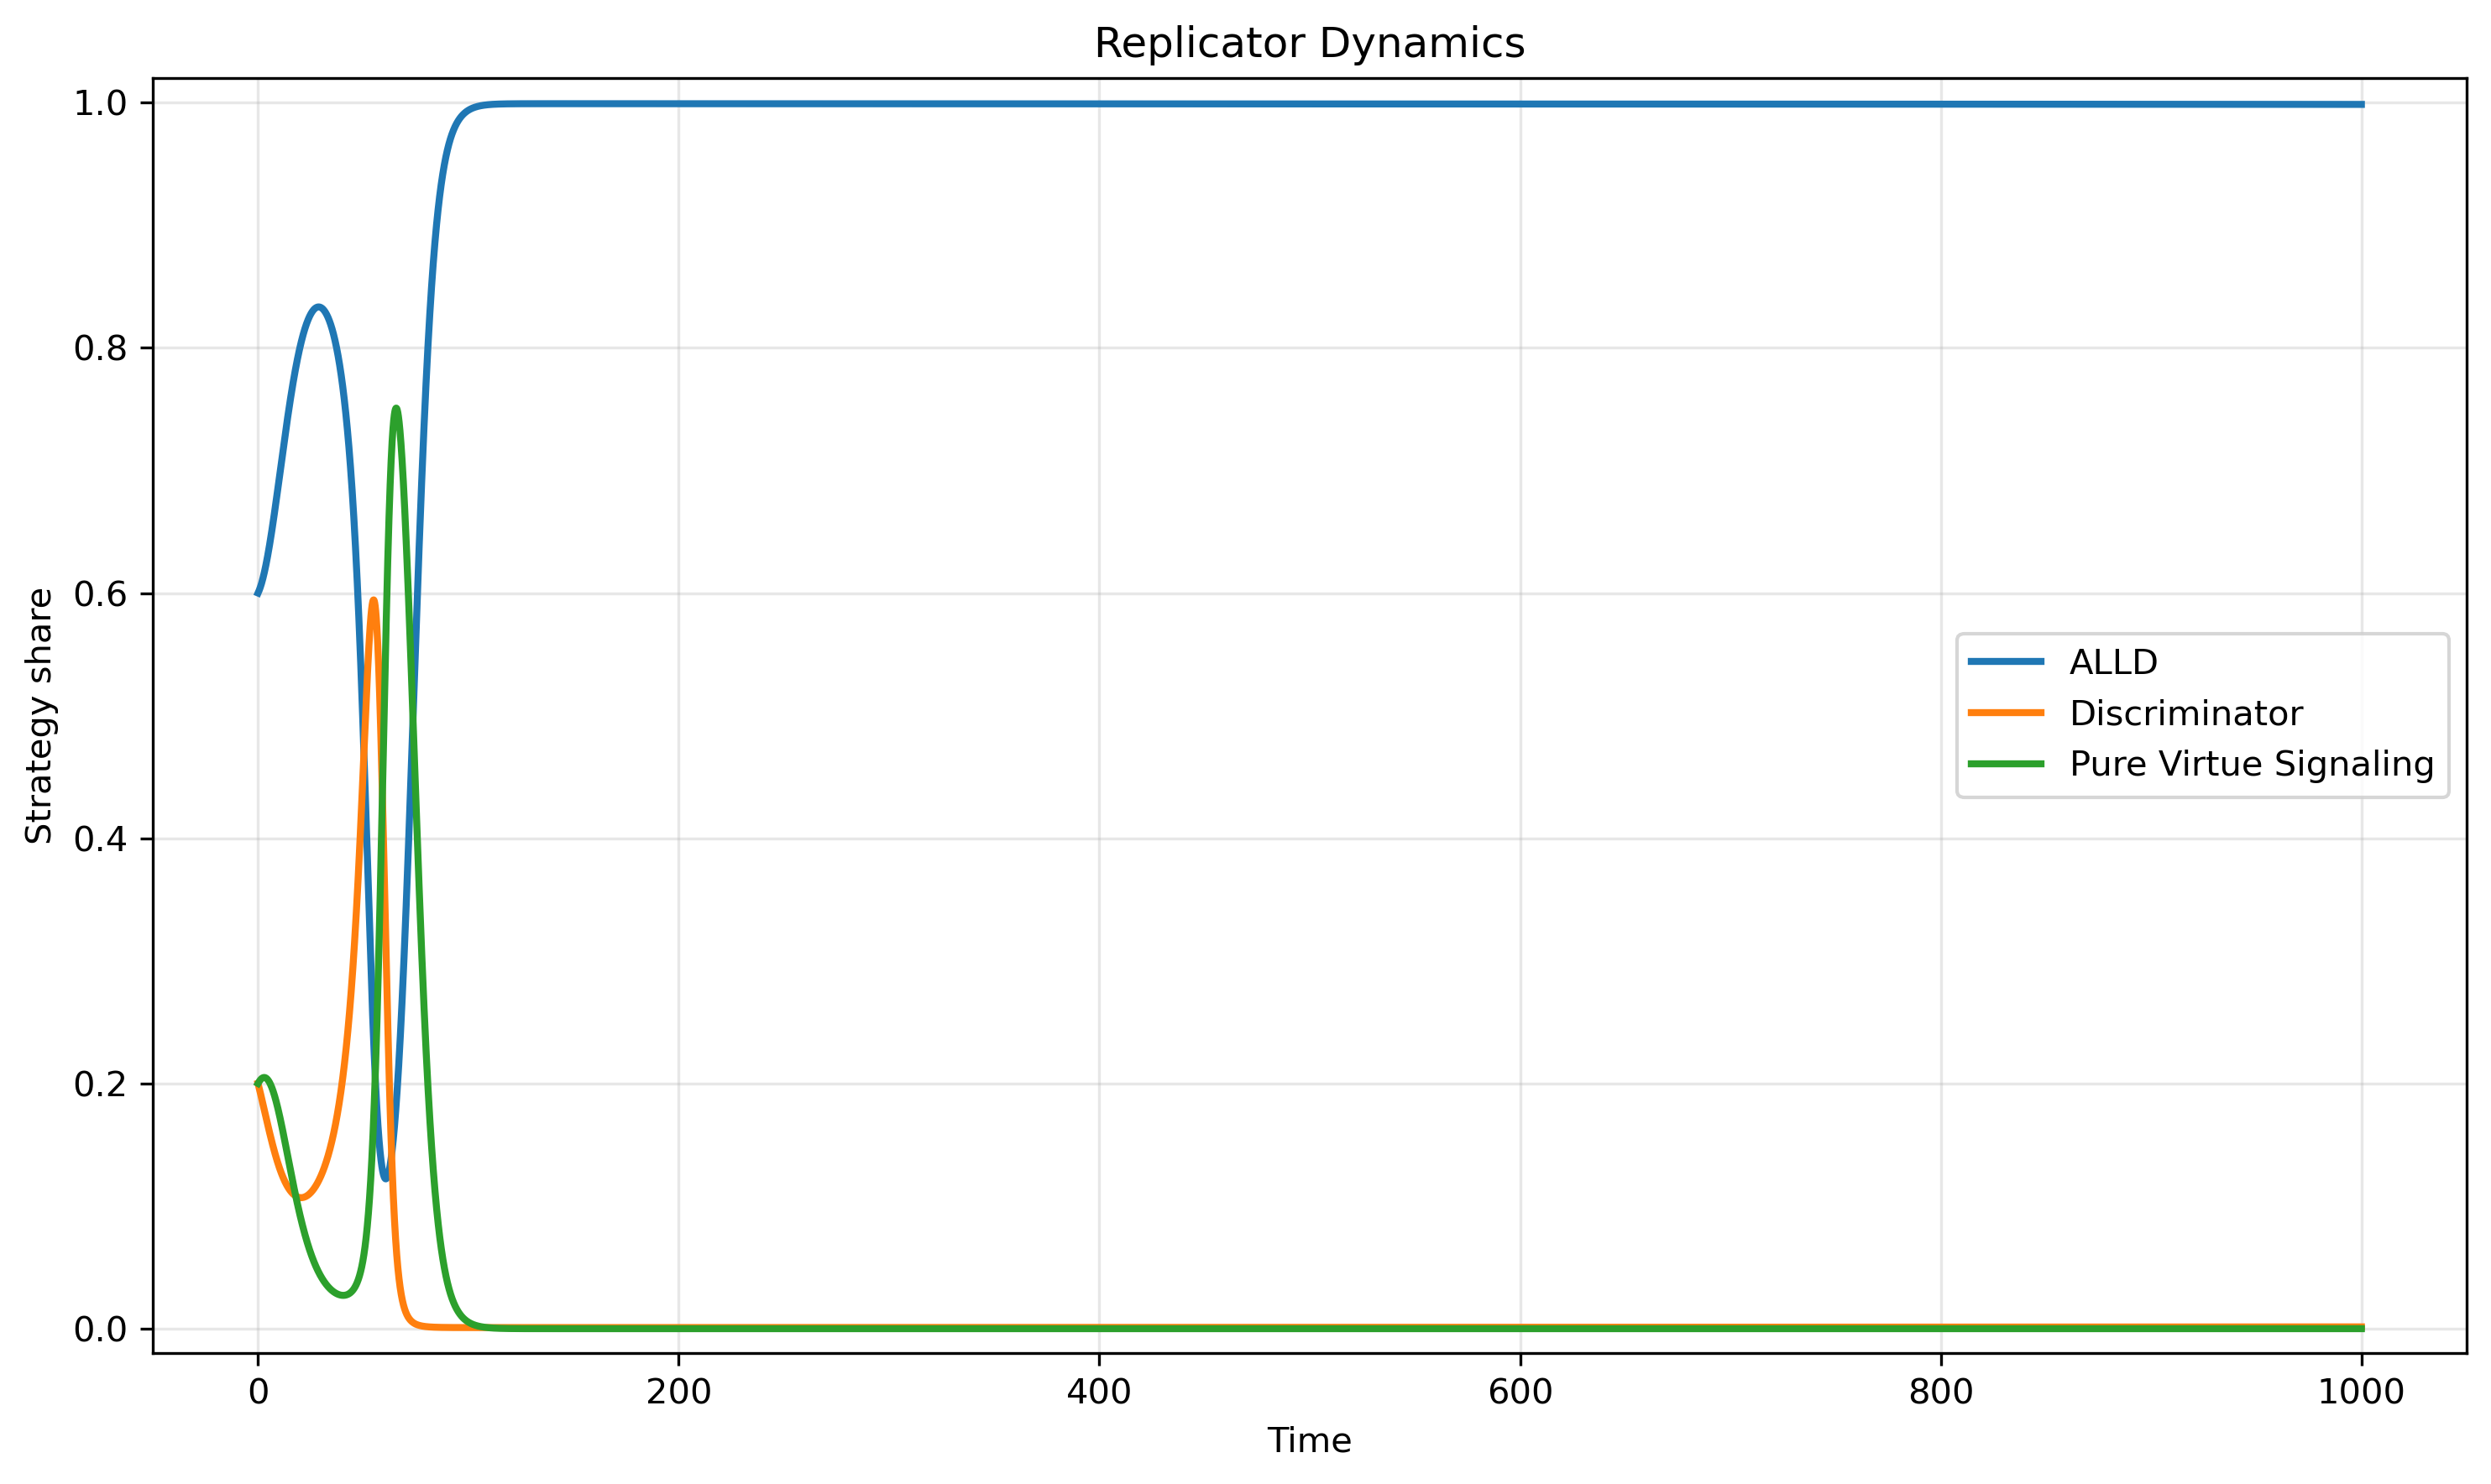 Replicator Dynamics
1.0
0.8
0.6
0.4
0.2
0.0
Strategy share
ALLD
Discriminator
Pure Virtue Signaling
0 200 400 600 800 1000
Time